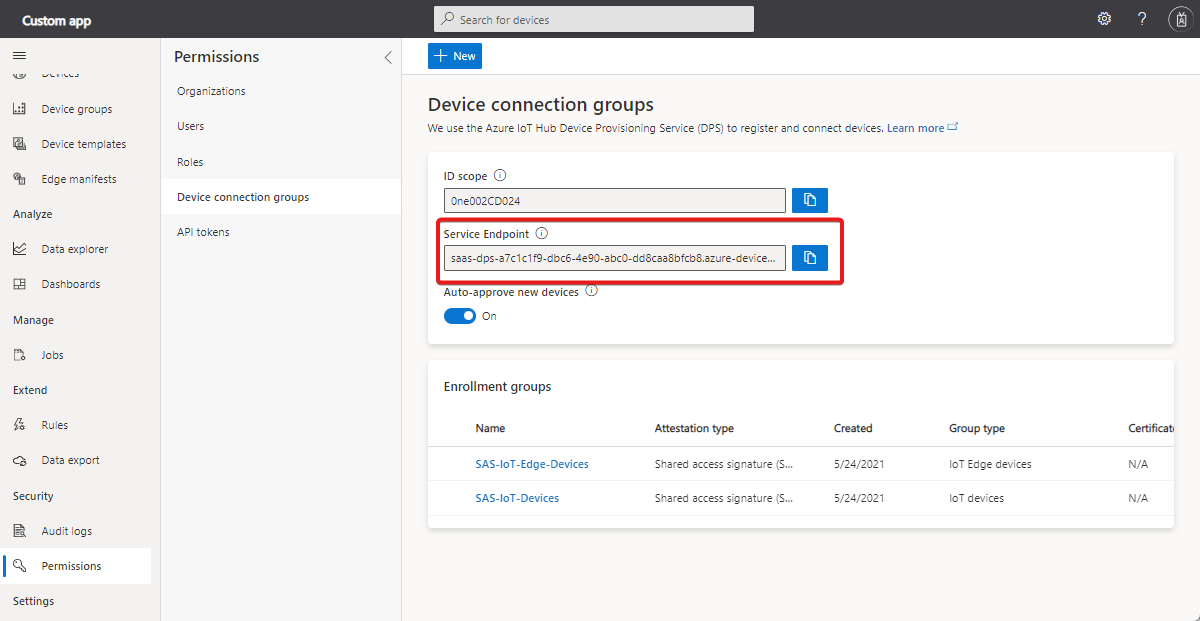 Custom app
Search for devices
?
Devices
Device groups
Device templates
Edge manifests
Analyze
Data explorer
Dashboards
Manage
Jobs
Extend
Rules
Data export
Security
Audit logs
Permissions
Settings
Permissions
Organizations
Users
Roles
Device connection groups
API tokens
New
Device connection groups
We use the Azure IoT Hub Device Provisioning Service (DPS) to register and connect devices. Learn more
ID scope
0ne002CD024
Service Endpoint
saas-dps-a7c1c1f9-dbc6-4e90-abc0-dd8caa8bfcb8.azure-device...
Auto-approve new devices
On
Enrollment groups
Name Attestation type Created Group type Certificate
SAS-IoT-Edge-Devices Shared access signature (S... 5/24/2021 IoT Edge devices N/A
SAS-IoT-Devices Shared access signature (S... 5/24/2021 IoT devices N/A